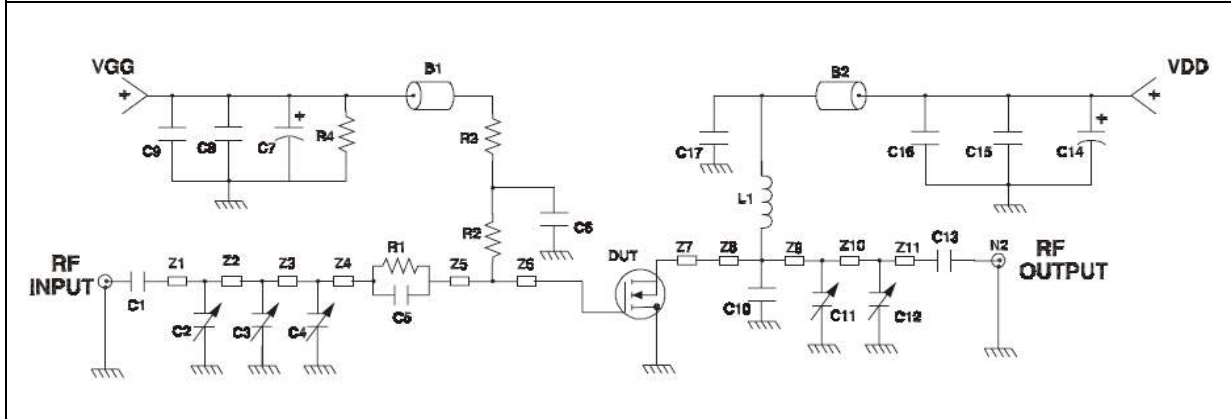 VGG
+
B1
B2
VDD
+
C9
C8
C7
+
R4
R3
C17
C16
C15
+
C14
C6
R2
L1
RF
INPUT
C1
Z1
Z2
Z3
Z4
R1
C5
Z5
Z6
DUT
Z7
Z8
Z9
Z10
Z11
C13
N2
RF
OUTPUT
C2
C3
C4
C10
C11
C12